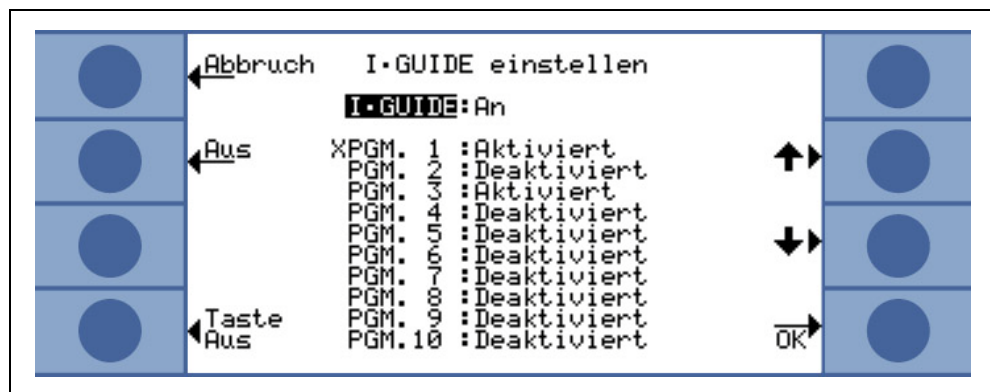 Abbruch I•GUIDE einstellen
I•GUIDE:An
Aus XPGM. 1 :Aktiviert
PGM. 2 :Deaktiviert
PGM. 3 :Aktiviert
PGM. 4 :Deaktiviert
PGM. 5 :Deaktiviert
PGM. 6 :Deaktiviert
PGM. 7 :Deaktiviert
PGM. 8 :Deaktiviert
Taste PGM. 9 :Deaktiviert
Aus PGM.10 :Deaktiviert OK